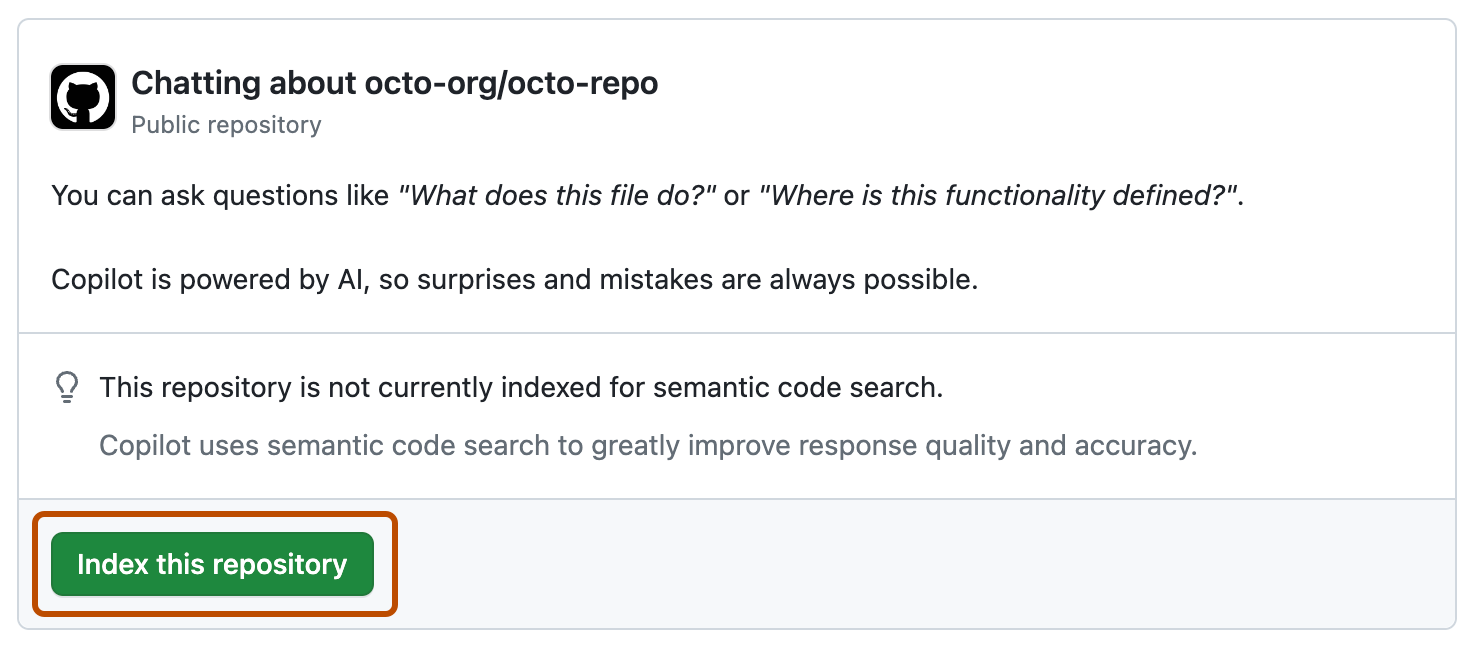 Chatting about octo-org/octo-repo
Public repository
You can ask questions like "What does this file do?" or "Where is this functionality defined?".
Copilot is powered by AI, so surprises and mistakes are always possible.
This repository is not currently indexed for semantic code search.
Copilot uses semantic code search to greatly improve response quality and accuracy.
Index this repository